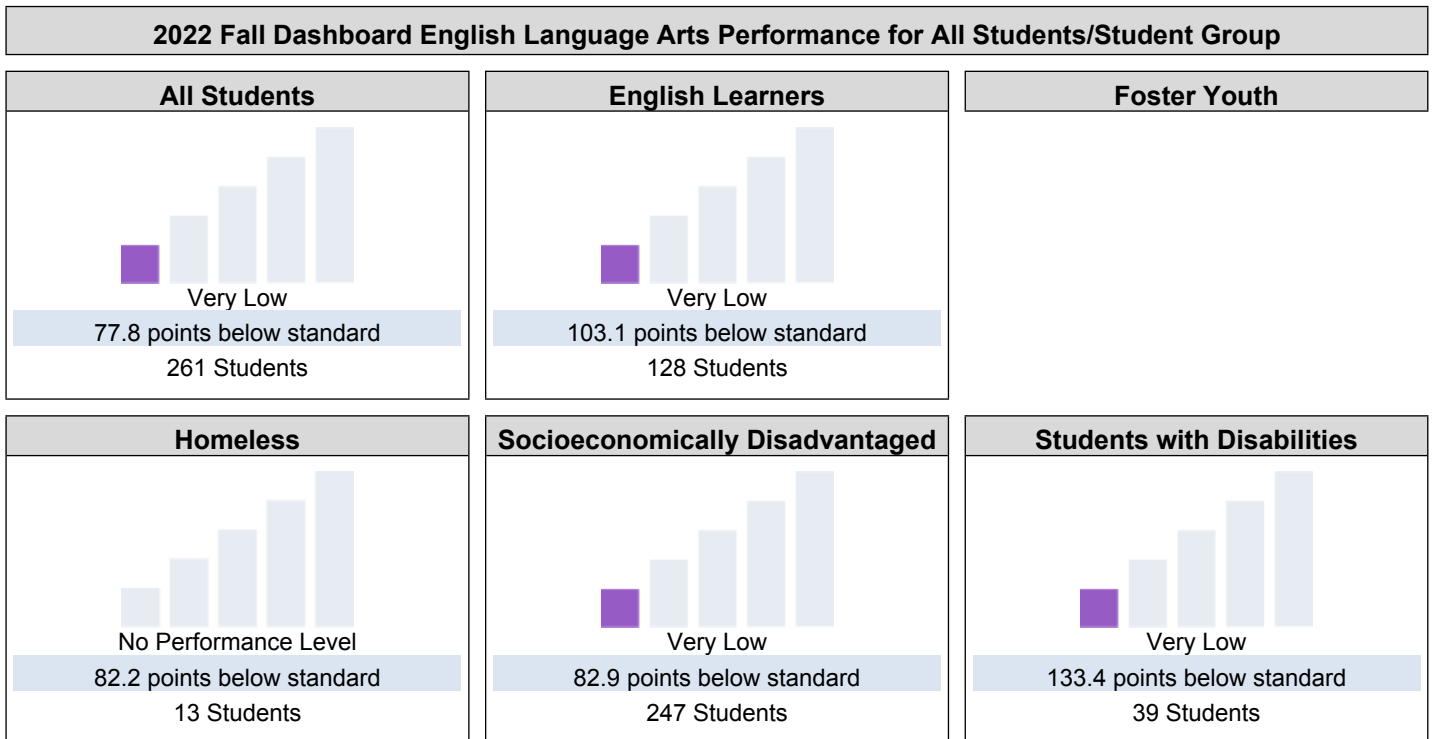 2022 Fall Dashboard English Language Arts Performance for All Students/Student Group
All Students
Very Low
77.8 points below standard
261 Students
English Learners
Very Low
103.1 points below standard
128 Students
Foster Youth
Homeless
No Performance Level
82.2 points below standard
13 Students
Socioeconomically Disadvantaged
Very Low
82.9 points below standard
247 Students
Students with Disabilities
Very Low
133.4 points below standard
39 Students